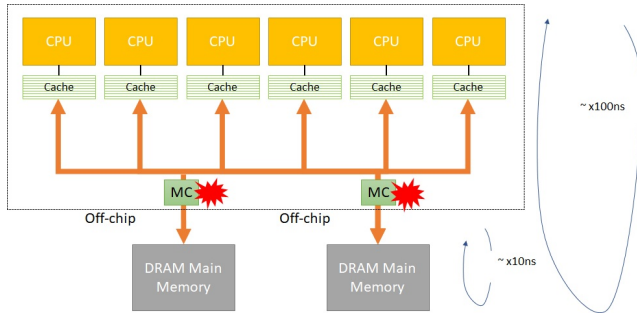 CPU CPU CPU CPU CPU CPU
Cache Cache Cache Cache Cache Cache
~ x100ns
MC MC
Off-chip Off-chip
DRAM Main
Memory
DRAM Main
Memory
~ x10ns